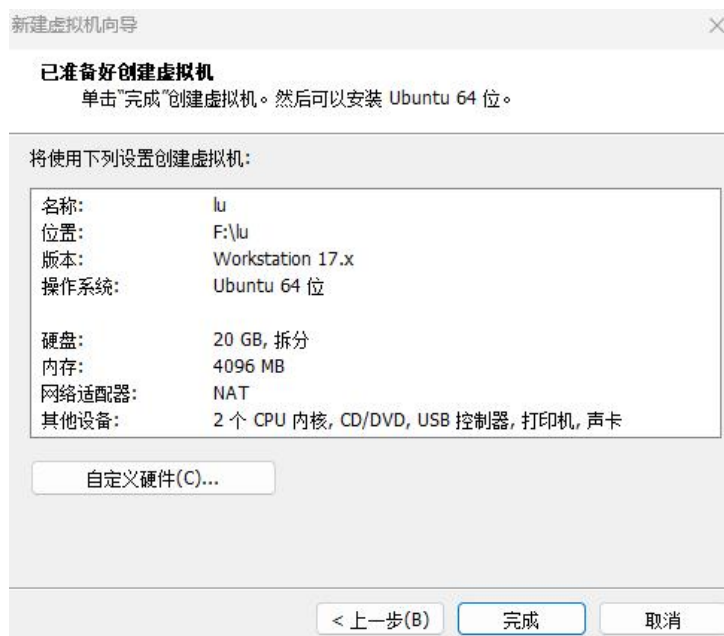 新建虚拟机向导
已准备好创建虚拟机
单击"完成"创建虚拟机。然后可以安装 Ubuntu 64 位。
将使用下列设置创建虚拟机:
名称: lu
位置: F:\lu
版本: Workstation 17.x
操作系统: Ubuntu 64 位
硬盘: 20 GB, 拆分
内存: 4096 MB
网络适配器: NAT
其他设备: 2 个 CPU 内核, CD/DVD, USB 控制器, 打印机, 声卡
自定义硬件(C)...
< 上一步(B) 完成 取消